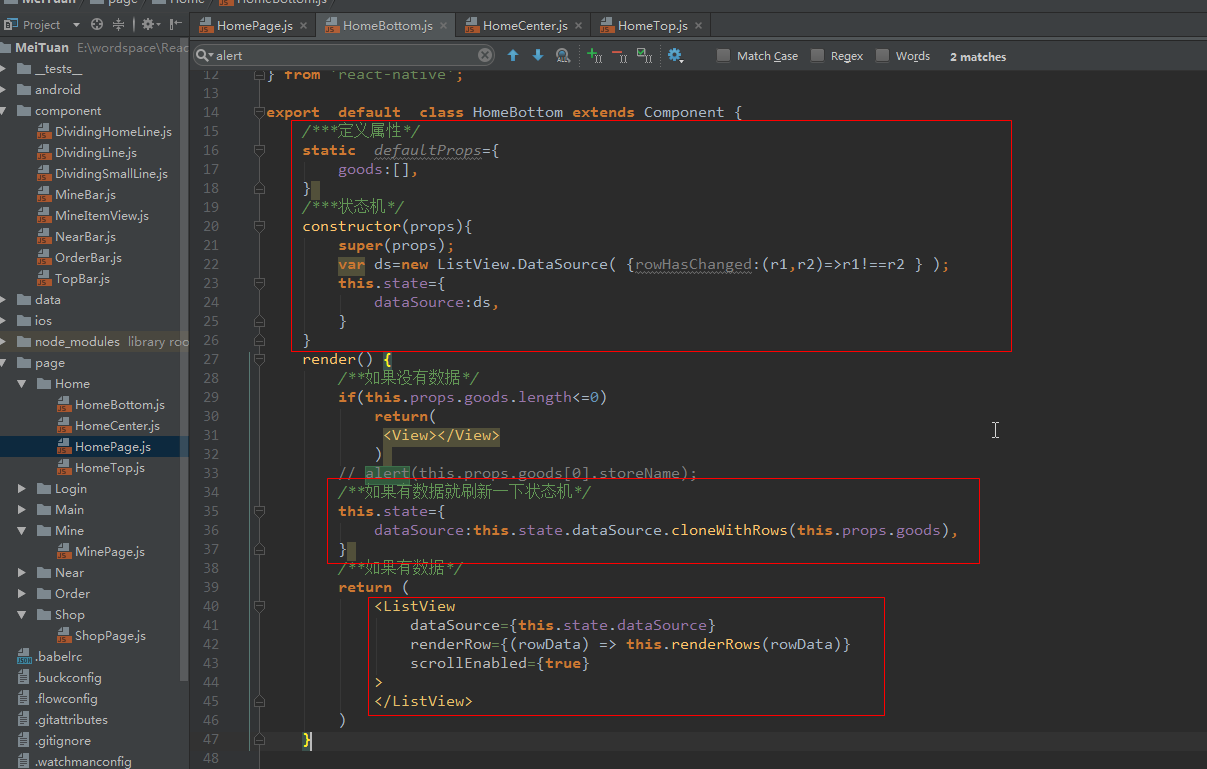 MeiTuan page Home HomeBottom.js
Project
HomePage.js × HomeBottom.js × HomeCenter.js × HomeTop.js ×
alert Match Case Regex Words 2 matches
MeiTuan E:\wordspace\Reac
__tests__
android
component
DividingHomeLine.js
DividingLine.js
DividingSmallLine.js
MineBar.js
MineItemView.js
NearBar.js
OrderBar.js
TopBar.js
data
ios
node_modules library roo
page
Home
HomeBottom.js
HomeCenter.js
HomePage.js
HomeTop.js
Login
Main
Mine
MinePage.js
Near
Order
Shop
ShopPage.js
.babelrc
.buckconfig
.flowconfig
.gitattributes
.gitignore
.watchmanconfig
12 } from 'react-native';
13
14 export default class HomeBottom extends Component {
15 /***定义属性*/
16 static defaultProps={
17 goods:[],
18 }
19 /***状态机*/
20 constructor(props){
21 super(props);
22 var ds=new ListView.DataSource( {rowHasChanged:(r1,r2)=>r1!==r2 } );
23 this.state={
24 dataSource:ds,
25 }
26 }
27 render() {
28 /**如果没有数据*/
29 if(this.props.goods.length<=0)
30 return(
31 <View></View>
32 )
33 // alert(this.props.goods[0].storeName);
34 /**如果有数据就刷新一下状态机*/
35 this.state={
36 dataSource:this.state.dataSource.cloneWithRows(this.props.goods),
37 }
38 /**如果有数据*/
39 return (
40 <ListView
41 dataSource={this.state.dataSource}
42 renderRow={(rowData) => this.renderRows(rowData)}
43 scrollEnabled={true}
44 >
45 </ListView>
46 )
47 }
48